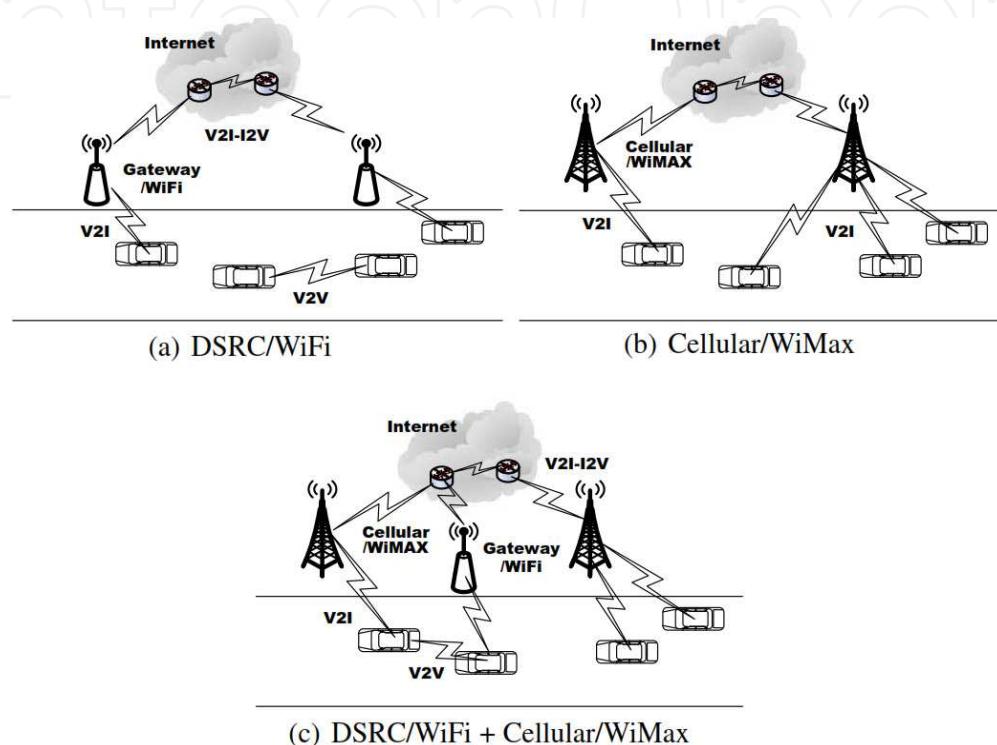 Internet
V2I-I2V
Gateway
/WiFi
V2I
V2V
(a) DSRC/WiFi
Internet
Cellular
/WiMAX
V2I
V2I
(b) Cellular/WiMax
Internet
V2I-I2V
Cellular
/WiMAX
Gateway
/WiFi
V2I
V2V
(c) DSRC/WiFi + Cellular/WiMax